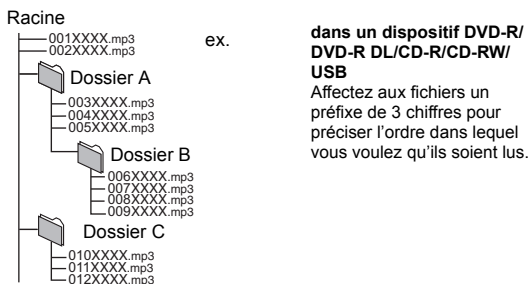 Racine
001XXXX.mp3
002XXXX.mp3
Dossier A
003XXXX.mp3
004XXXX.mp3
005XXXX.mp3
Dossier B
006XXXX.mp3
007XXXX.mp3
008XXXX.mp3
009XXXX.mp3
Dossier C
010XXXX.mp3
011XXXX.mp3
012XXXX.mp3
ex.
dans un dispositif DVD-R/
DVD-R DL/CD-R/CD-RW/
USB
Affectez aux fichiers un
préfixe de 3 chiffres pour
préciser l’ordre dans lequel
vous voulez qu’ils soient lus.